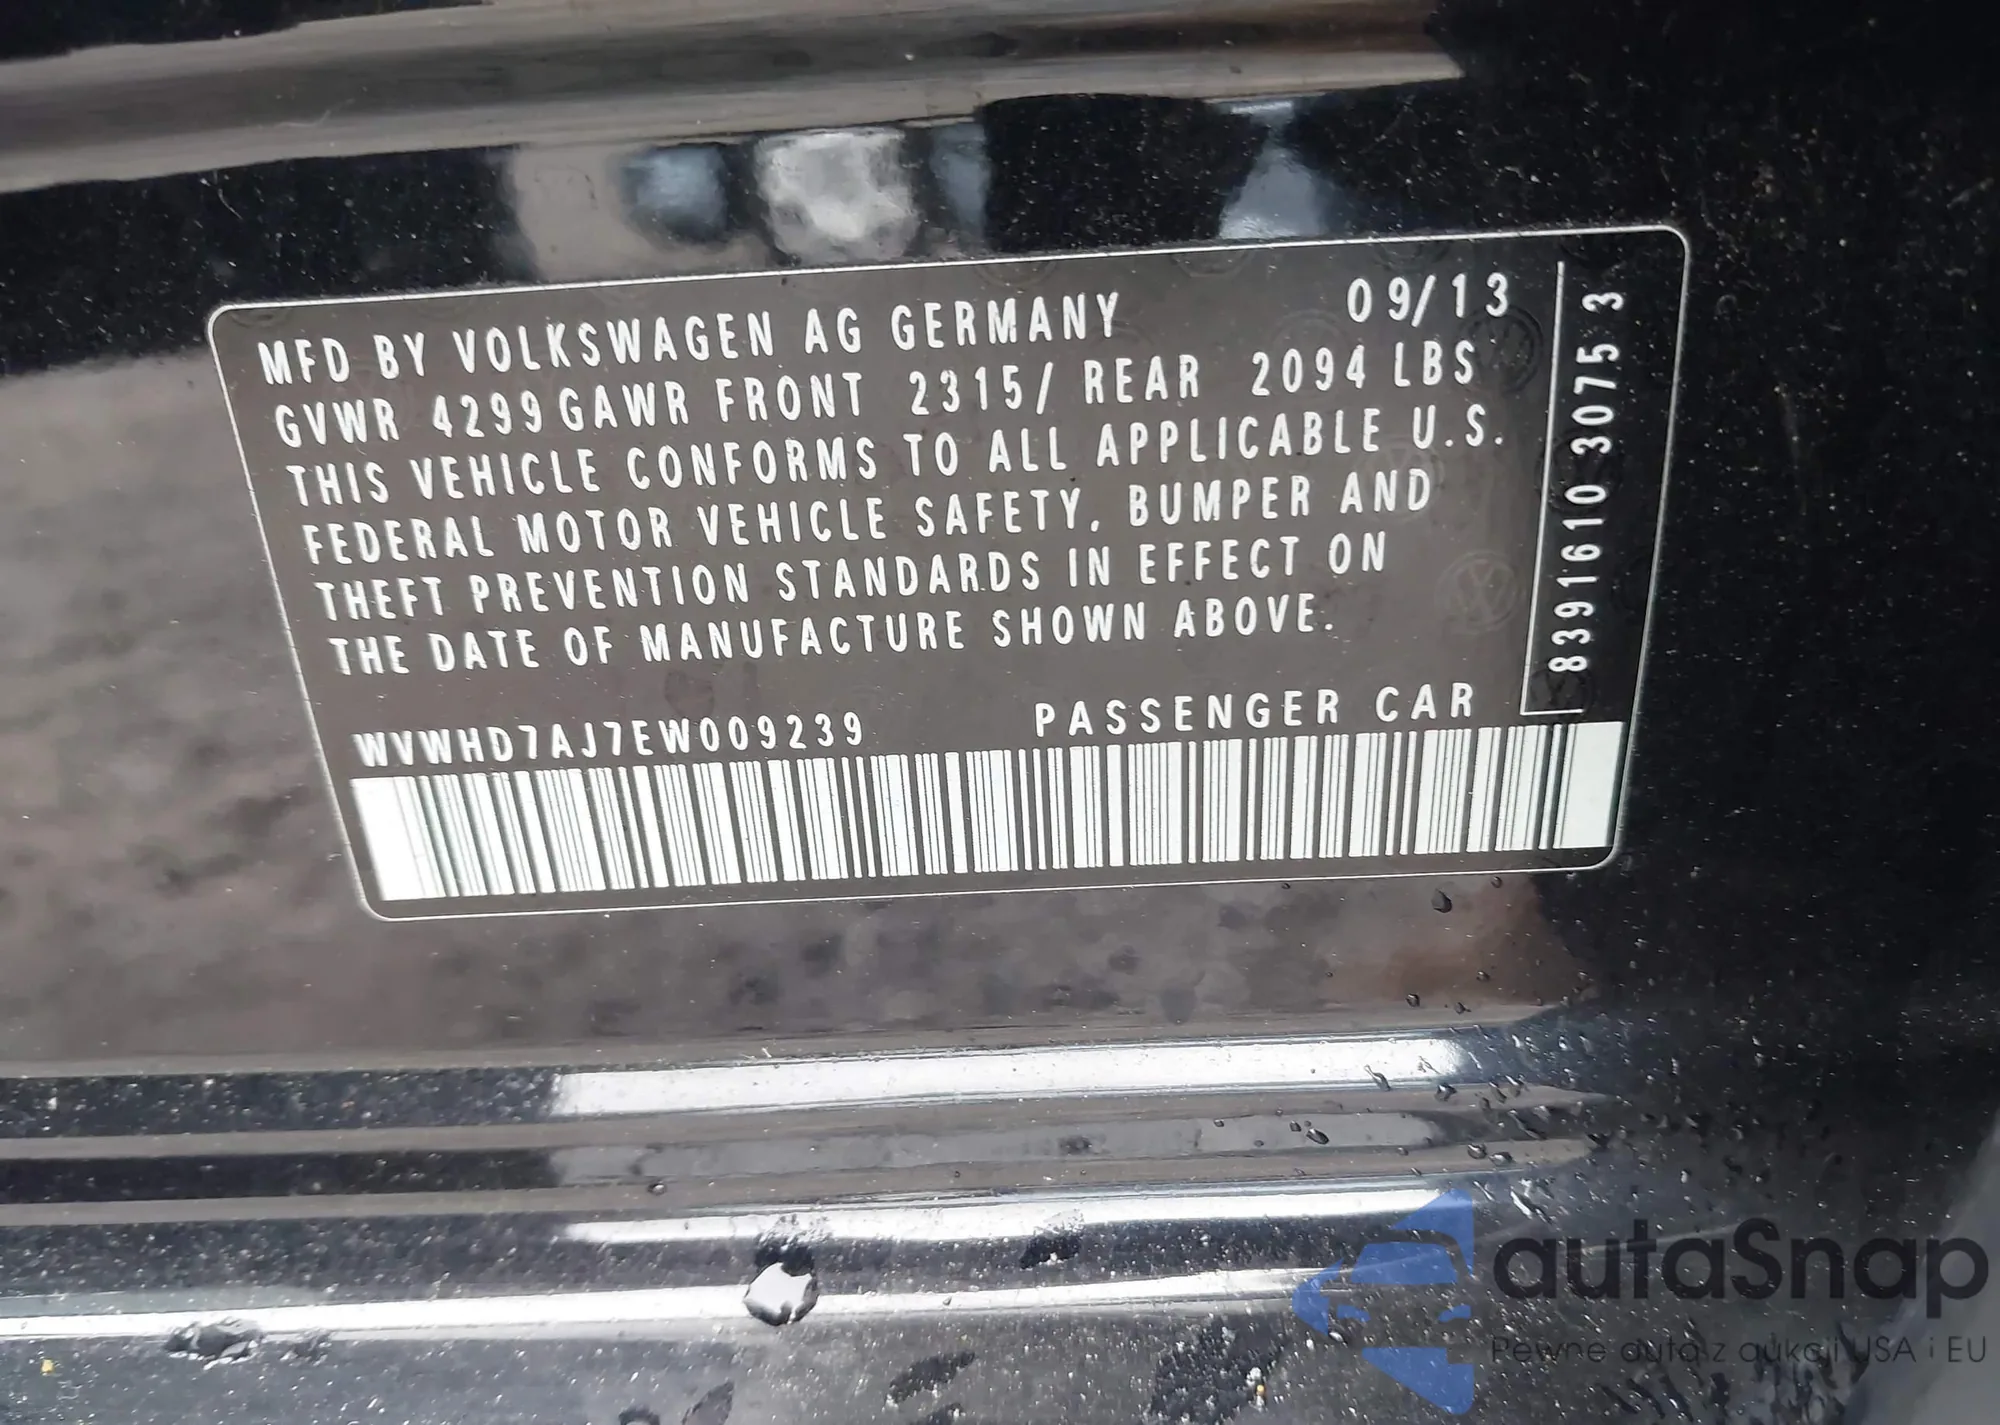 MFD BY VOLKSWAGEN AG GERMANY 09/13
GVWR 4299 GAWR FRONT 2315/ REAR 2094 LBS
THIS VEHICLE CONFORMS TO ALL APPLICABLE U.S.
FEDERAL MOTOR VEHICLE SAFETY, BUMPER AND
THEFT PREVENTION STANDARDS IN EFFECT ON
THE DATE OF MANUFACTURE SHOWN ABOVE.
WVWHD7AJ7EW009239 PASSENGER CAR
8391610 3075 3
autaSnap
Pewne auta z aukcji USA i EU